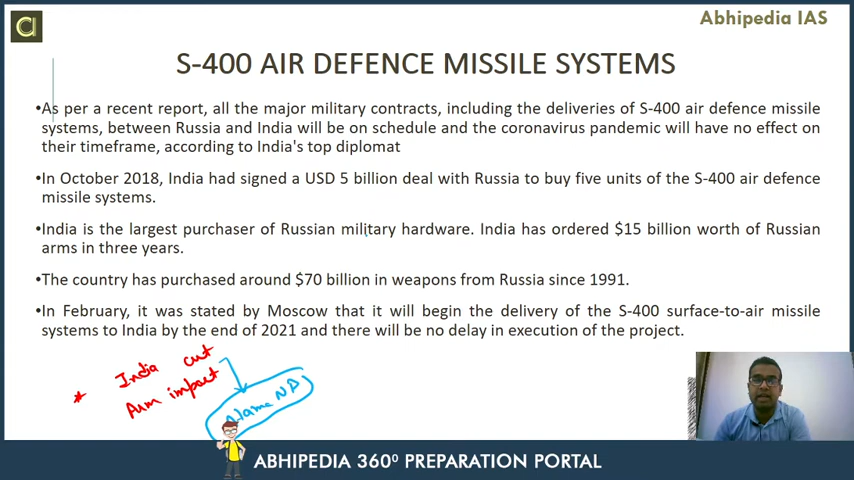 Abhipedia IAS
S-400 AIR DEFENCE MISSILE SYSTEMS
•As per a recent report, all the major military contracts, including the deliveries of S-400 air defence missile
systems, between Russia and India will be on schedule and the coronavirus pandemic will have no effect on
their timeframe, according to India's top diplomat
•In October 2018, India had signed a USD 5 billion deal with Russia to buy five units of the S-400 air defence
missile systems.
•India is the largest purchaser of Russian military hardware. India has ordered $15 billion worth of Russian
arms in three years.
•The country has purchased around $70 billion in weapons from Russia since 1991.
•In February, it was stated by Moscow that it will begin the delivery of the S-400 surface-to-air missile
systems to India by the end of 2021 and there will be no delay in execution of the project.
* India cut
Arm impact
ABHIPEDIA 360⁰ PREPARATION PORTAL